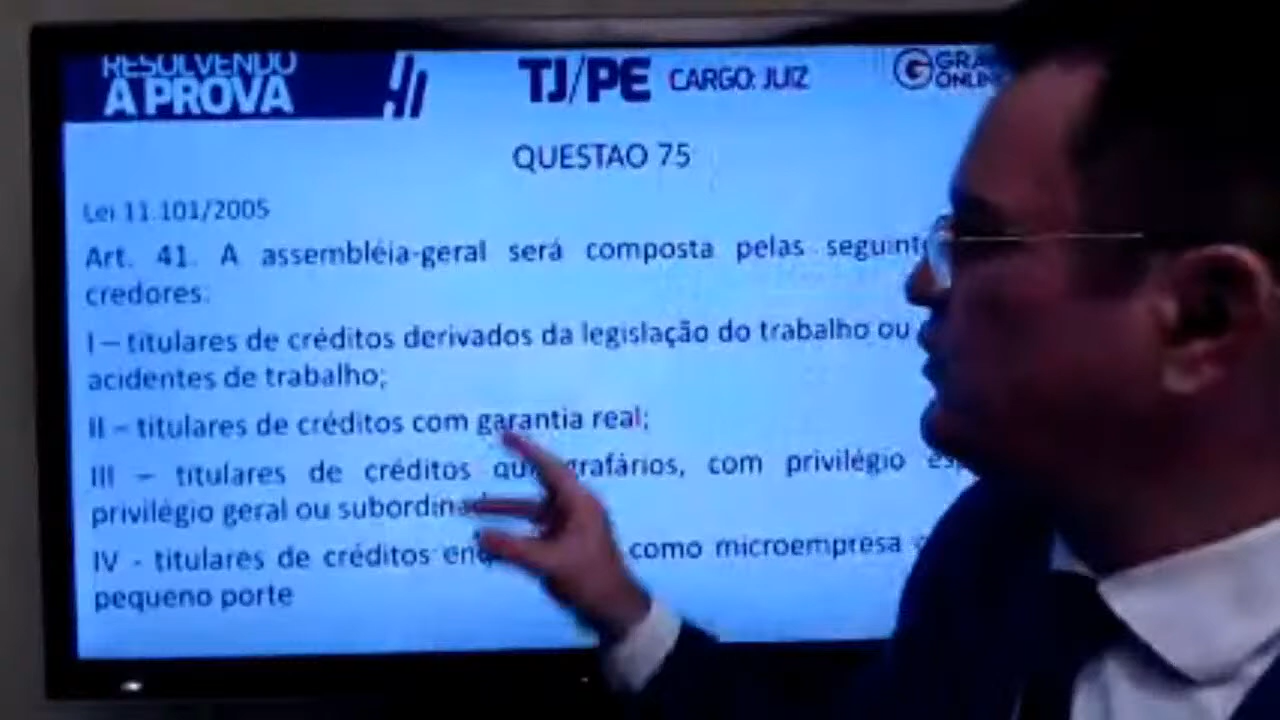 RESOLVENDO
A PROVA
TJ/PE CARGO: JUIZ
QUESTAO 75
Lei 11.101/2005
Art. 41. A assembléia-geral será composta pelas
credores:
I – titulares de créditos derivados da legislação do trabalho ou
acidentes de trabalho;
II – titulares de créditos com garantia real;
III – titulares de créditos com privilégio
privilégio geral ou
IV - titulares de créditos como microempresa
pequeno porte